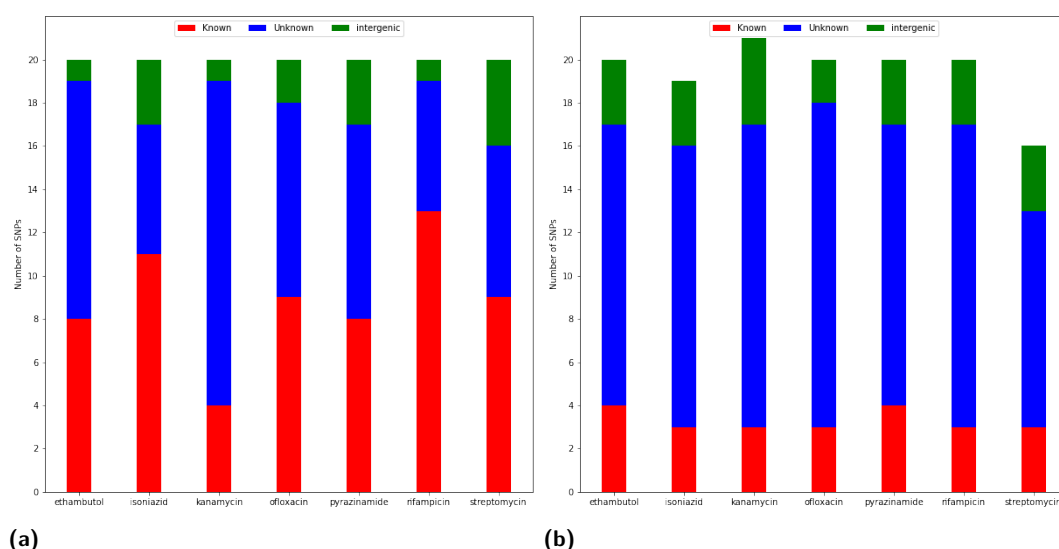 Known Unknown intergenic
20
18
16
14
12
10
8
6
4
2
0
Number of SNPs
ethambutol isoniazid kanamycin ofloxacin pyrazinamide rifampicin streptomycin
(a)
Known Unknown intergenic
20
18
16
14
12
10
8
6
4
2
0
Number of SNPs
ethambutol isoniazid kanamycin ofloxacin pyrazinamide rifampicin streptomycin
(b)